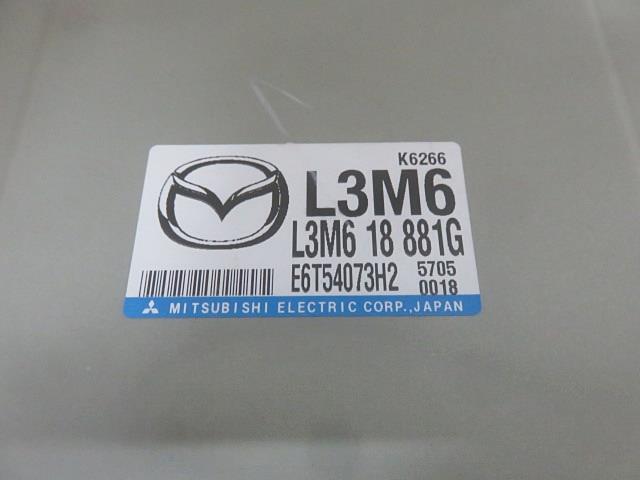 K6266
L3M6
L3M6 18 881G
E6T54073H2 5705
0018
MITSUBISHI ELECTRIC CORP., JAPAN